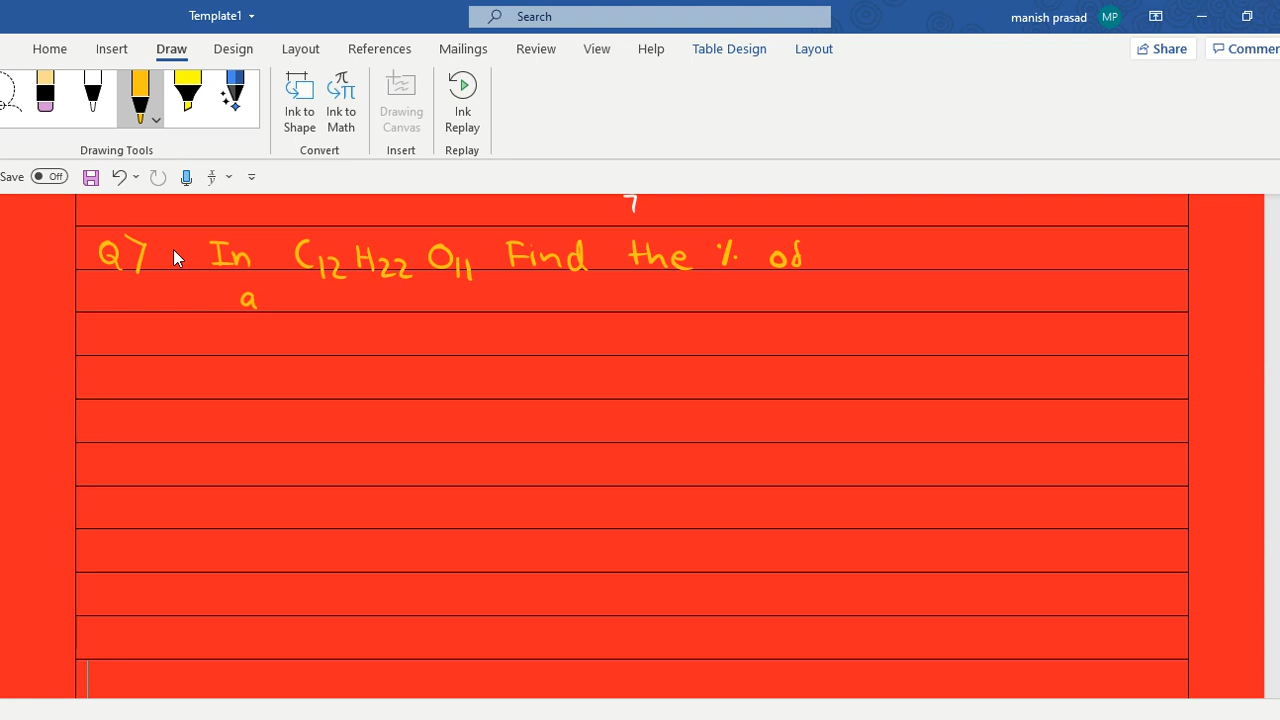 Template1
Search
manish prasad MP
Home Insert Draw Design Layout References Mailings Review View Help Table Design Layout
Share Commen
Ink to Shape
Ink to Math
Drawing Canvas
Ink Replay
Drawing Tools Convert Insert Replay
Save Off
7
Q7 In C12H22O11 Find the % of
a